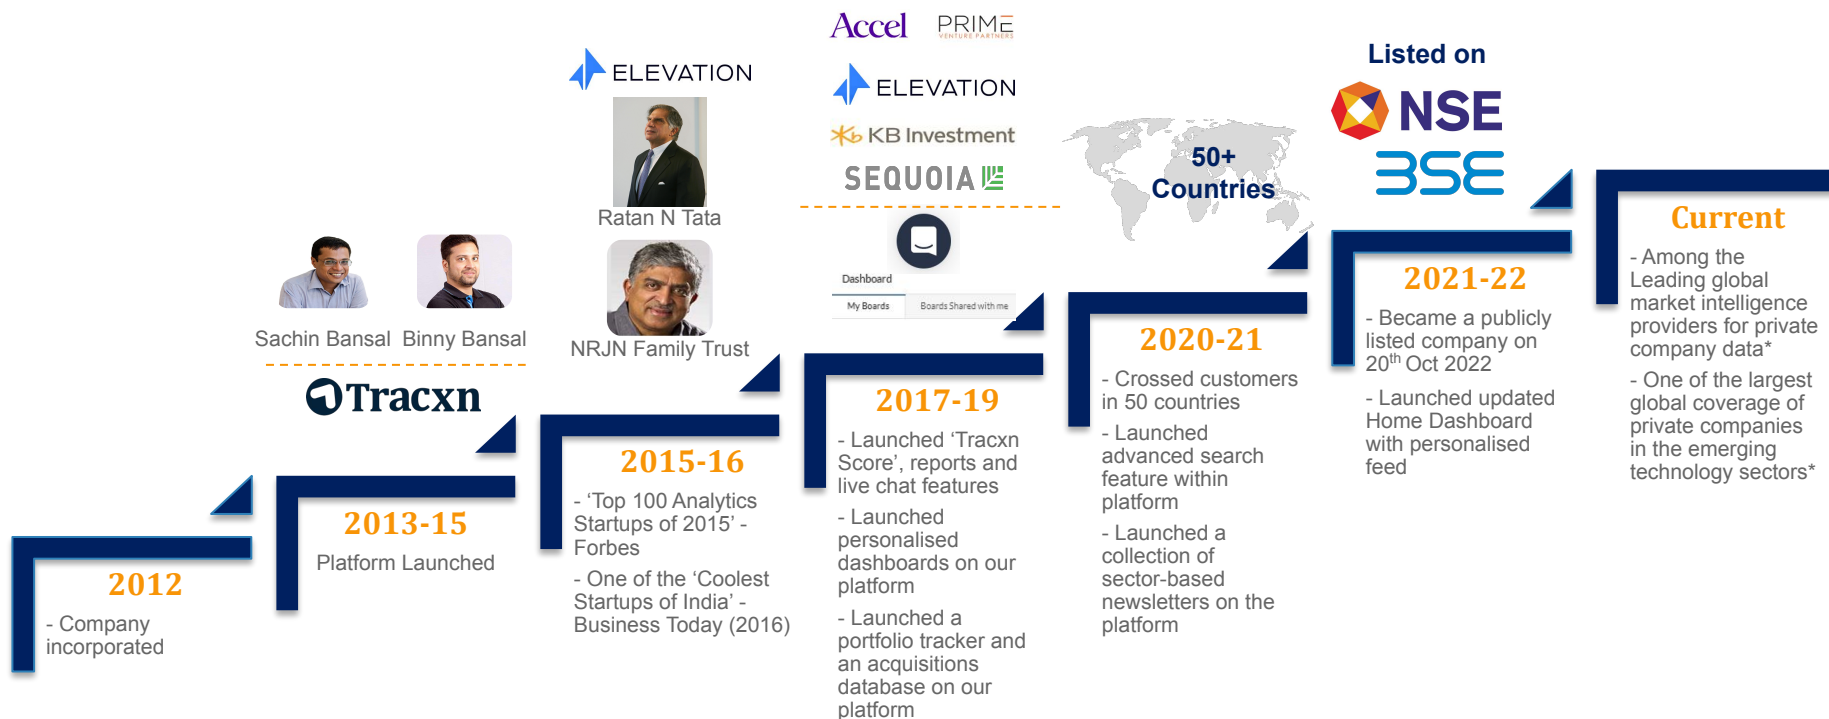 2012
- Company
incorporated
Sachin Bansal Binny Bansal
Tracxn
2013-15
Platform Launched
ELEVATION
Ratan N Tata
NRJN Family Trust
2015-16
- ‘Top 100 Analytics
Startups of 2015’ -
Forbes
- One of the ‘Coolest
Startups of India’ -
Business Today (2016)
Accel PRIME
VENTURE PARTNERS
ELEVATION
KB Investment
SEQUOIA
Dashboard
My Boards Boards Shared with me
2017-19
- Launched ‘Tracxn
Score’, reports and
live chat features
- Launched
personalised
dashboards on our
platform
- Launched a
portfolio tracker and
an acquisitions
database on our
platform
50+
Countries
2020-21
- Crossed customers
in 50 countries
- Launched
advanced search
feature within
platform
- Launched a
collection of
sector-based
newsletters on the
platform
Listed on
NSE
BSE
2021-22
- Became a publicly
listed company on
20th Oct 2022
- Launched updated
Home Dashboard
with personalised
feed
Current
- Among the
Leading global
market intelligence
providers for private
company data*
- One of the largest
global coverage of
private companies
in the emerging
technology sectors*